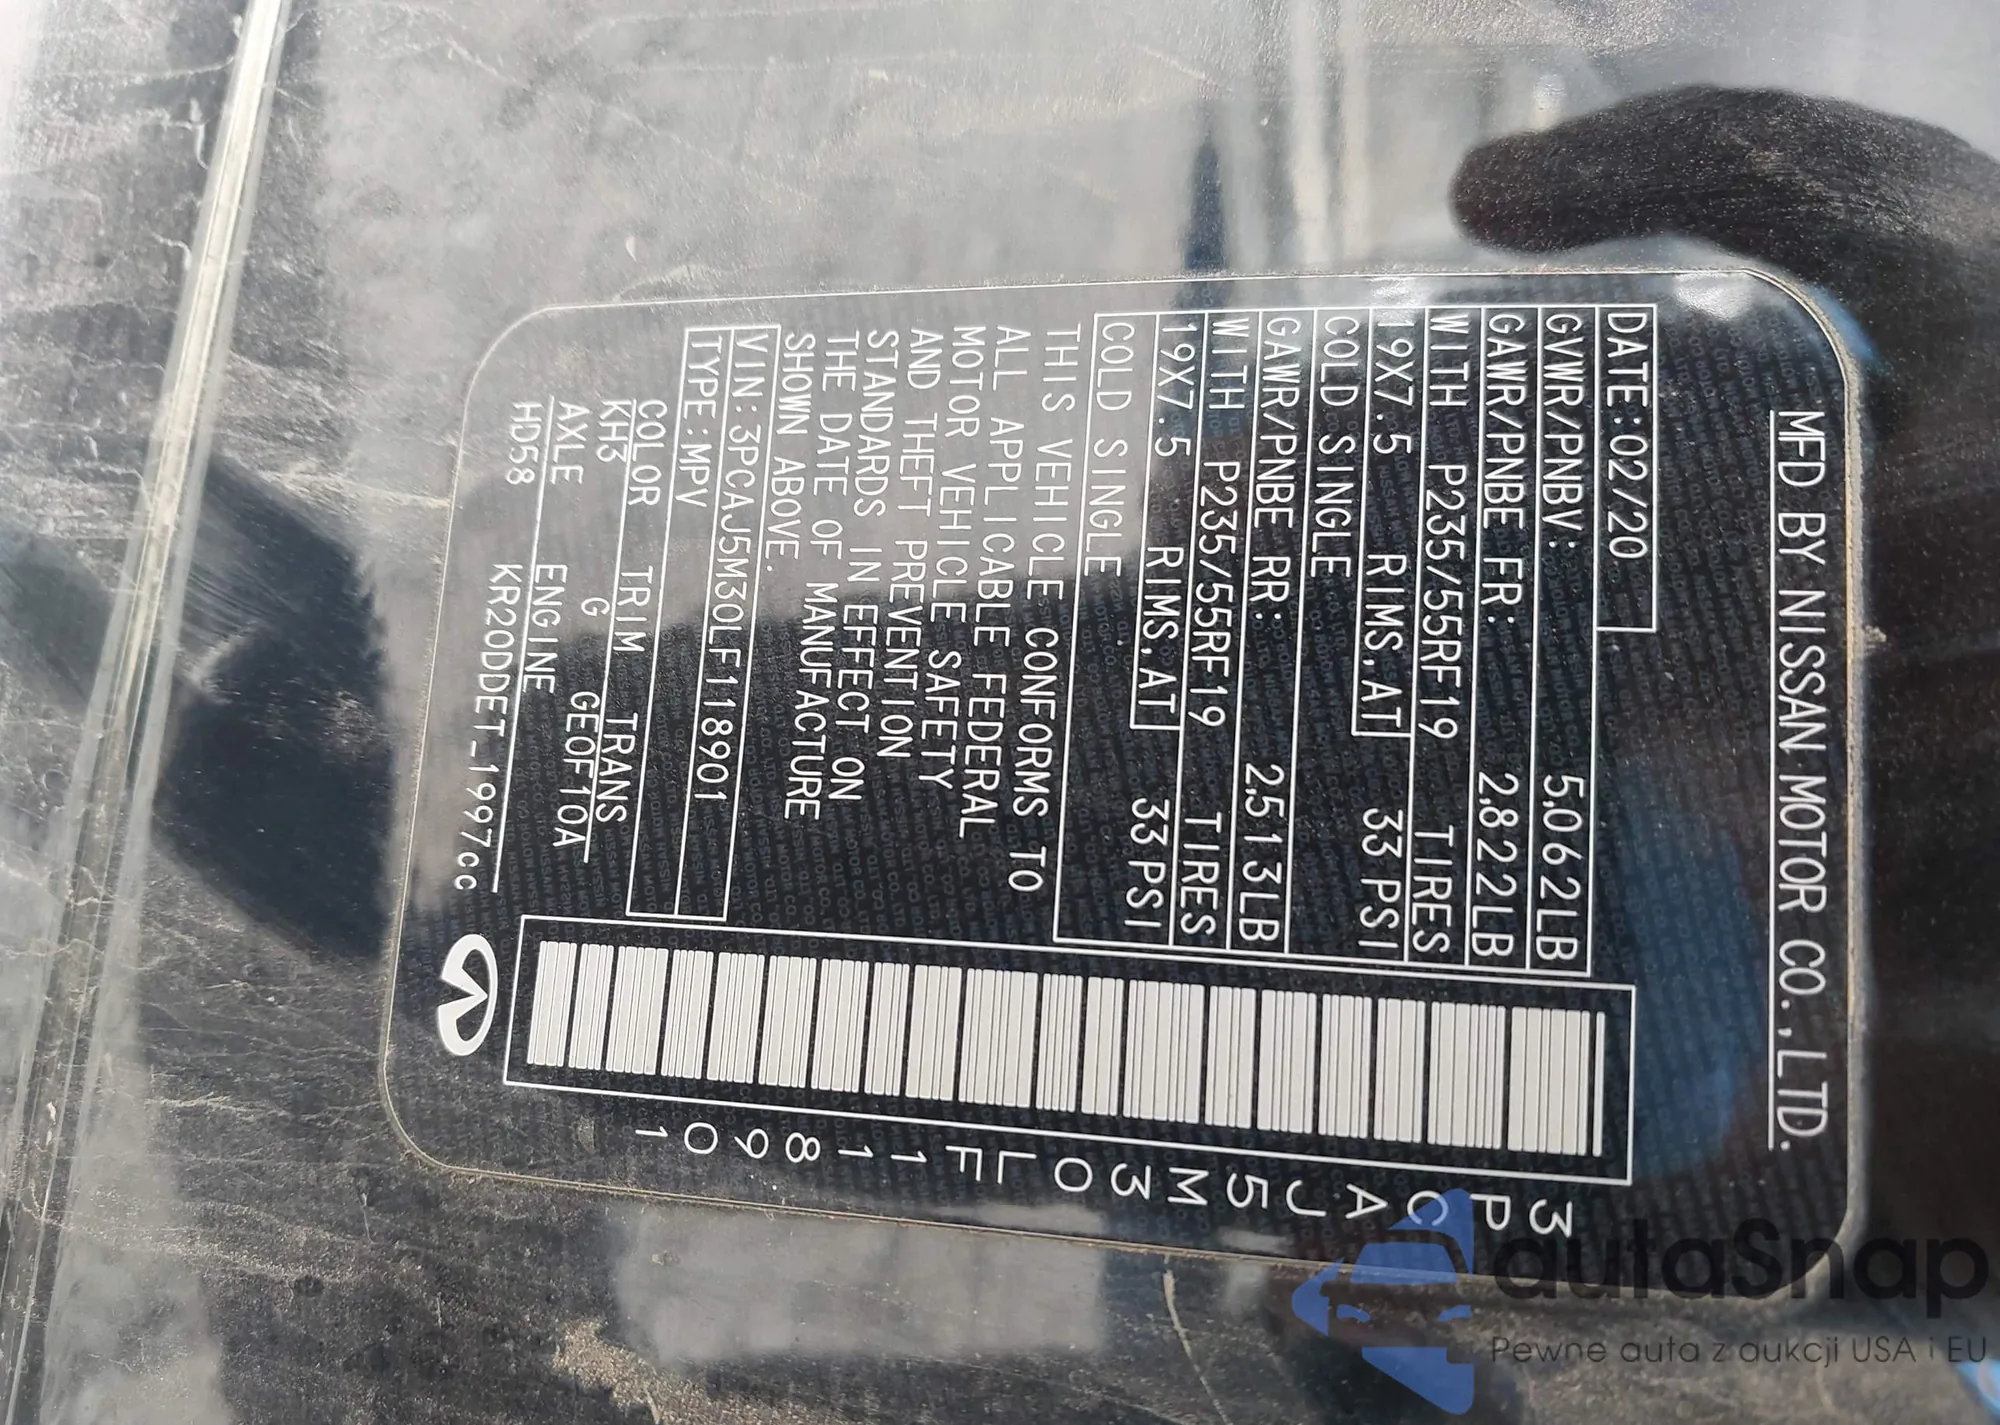 MFD BY NISSAN MOTOR CO.,LTD.
DATE:02/20
GVWR/PNBV: 5,062LB
GAWR/PNBE FR: 2,822LB
WITH P235/55RF19 TIRES
19X7.5 RIMS,AT 33 PSI
COLD SINGLE
GAWR/PNBE RR: 2,513LB
WITH P235/55RF19 TIRES
19X7.5 RIMS,AT 33 PSI
COLD SINGLE
THIS VEHICLE CONFORMS TO
ALL APPLICABLE FEDERAL
MOTOR VEHICLE SAFETY
AND THEFT PREVENTION
STANDARDS IN EFFECT ON
THE DATE OF MANUFACTURE
SHOWN ABOVE.
VIN:3PCAJ5M30LF118901
TYPE:MPV
COLOR TRIM TRANS
KH3 G GE0F10A
AXLE ENGINE
HD58 KR20DDET_1997cc
3PCAJ5M30LF118901
autaSnap
Pewne auta z aukcji USA i EU